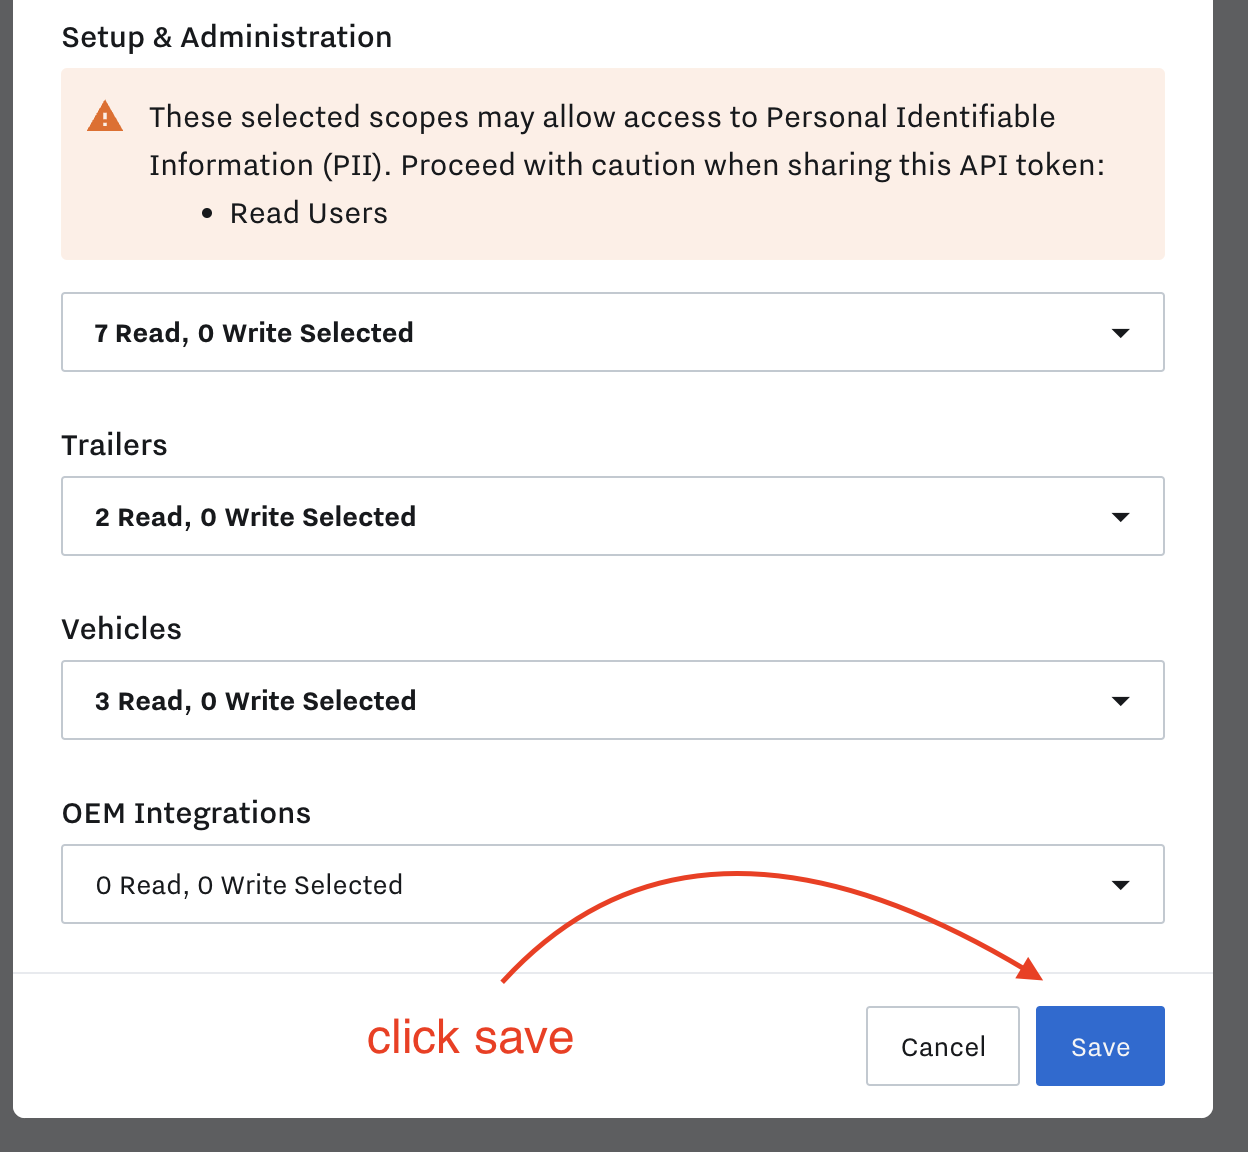 Setup & Administration
These selected scopes may allow access to Personal Identifiable
Information (PII). Proceed with caution when sharing this API token:
• Read Users
7 Read, 0 Write Selected
Trailers
2 Read, 0 Write Selected
Vehicles
3 Read, 0 Write Selected
OEM Integrations
0 Read, 0 Write Selected
click save
Cancel
Save